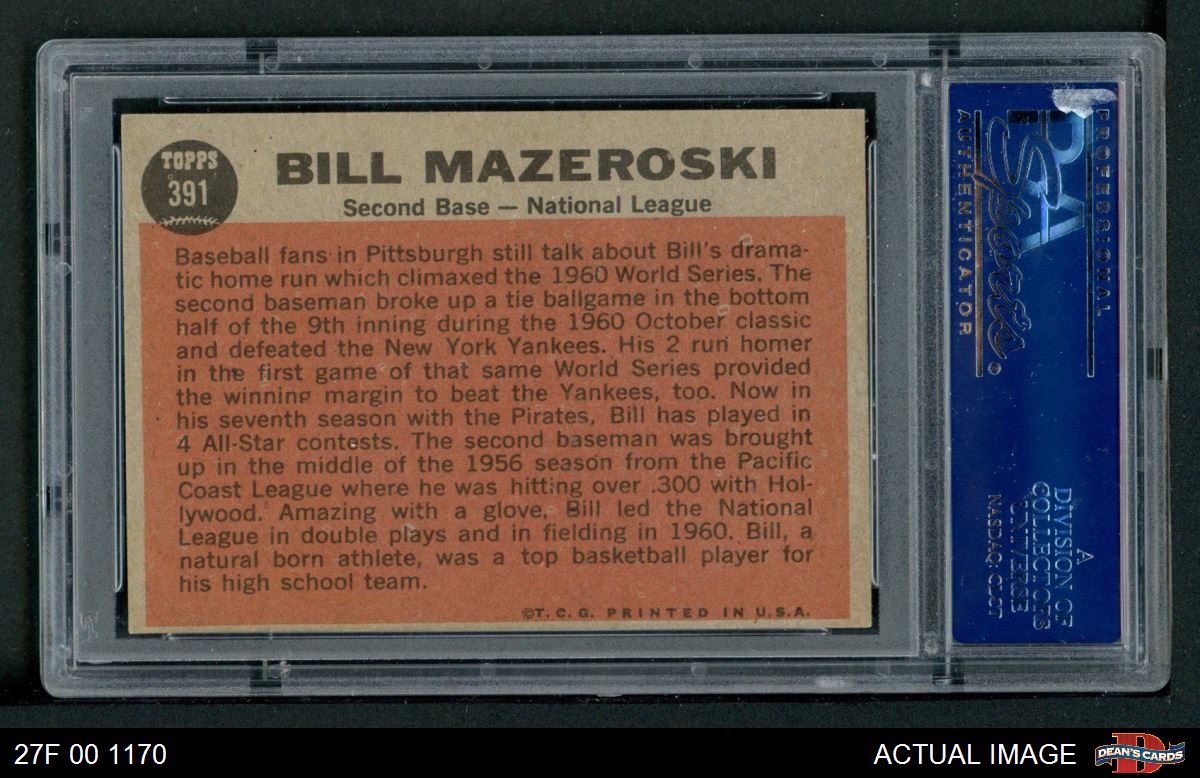 TOPPS
391
BILL MAZEROSKI
Second Base — National League
Baseball fans in Pittsburgh still talk about Bill's drama-
tic home run which climaxed the 1960 World Series. The
second baseman broke up a tie ballgame in the bottom
half of the 9th inning during the 1960 October classic
and defeated the New York Yankees. His 2 run homer
in the first game of that same World Series provided
the winning margin to beat the Yankees, too. Now in
his seventh season with the Pirates, Bill has played in
4 All-Star contests. The second baseman was brought
up in the middle of the 1956 season from the Pacific
Coast League where he was hitting over .300 with Hol-
lywood. Amazing with a glove, Bill led the National
League in double plays and in fielding in 1960. Bill, a
natural born athlete, was a top basketball player for
his high school team.
©T. C. G. PRINTED IN U.S.A.
PROFESSIONAL
PSA
Sports
®
AUTHENTICATOR
A
DIVISION OF
COLLECTORS
UNIVERSE
NASDAQ: CLCT
27F 00 1170
ACTUAL IMAGE
D
DEAN'S CARDS